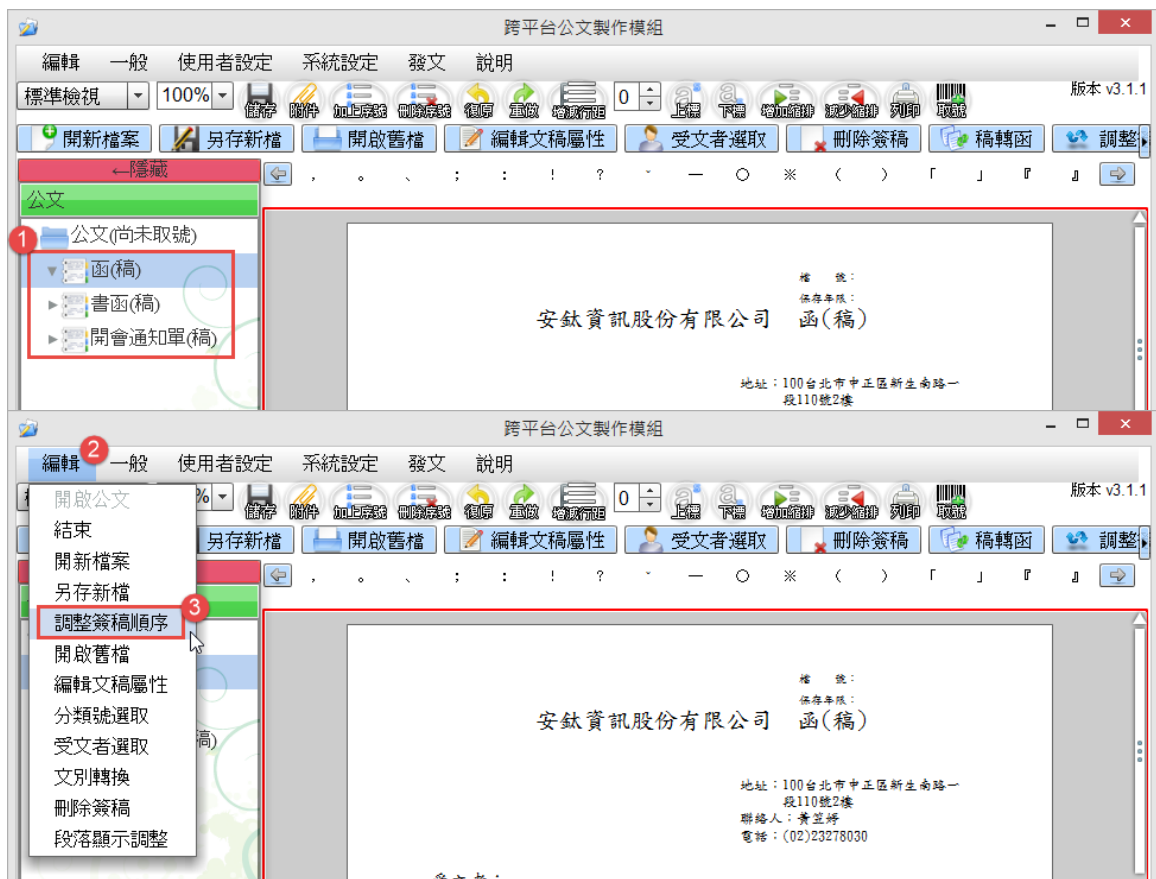 跨平台公文製作模組
編輯 一般 使用者設定 系統設定 發文 說明
標準檢視 100% 儲存 附件 加上序號 刪除序號 復原 重做 增減行距 0 上標 下標 增加縮排 減少縮排 列印 取號 版本 v3.1.1
開新檔案 另存新檔 開啟舊檔 編輯文稿屬性 受文者選取 刪除簽稿 稿轉函 調整
←隱藏 , 。 、 ; : ! ? ˇ — ○ ※ ( ) 「 」 『 』
公文
1 公文(尚未取號)
函(稿)
書函(稿)
開會通知單(稿)
檔 號:
保存年限:
安鈦資訊股份有限公司 函(稿)
地址:100台北市中正區新生南路一
段110號2樓
跨平台公文製作模組
編輯 2 一般 使用者設定 系統設定 發文 說明
% 儲存 附件 加上序號 刪除序號 復原 重做 增減行距 0 上標 下標 增加縮排 減少縮排 列印 取號 版本 v3.1.1
另存新檔 開啟舊檔 編輯文稿屬性 受文者選取 刪除簽稿 稿轉函 調整
, 。 、 ; : ! ? ˇ — ○ ※ ( ) 「 」 『 』
開啟公文
結束
開新檔案
另存新檔
調整簽稿順序 3
開啟舊檔
編輯文稿屬性
分類號選取
受文者選取
文別轉換
刪除簽稿
段落顯示調整
稿)
檔 號:
保存年限:
安鈦資訊股份有限公司 函(稿)
地址:100台北市中正區新生南路一
段110號2樓
聯絡人:黃笠婷
電話:(02)23278030
受文者: